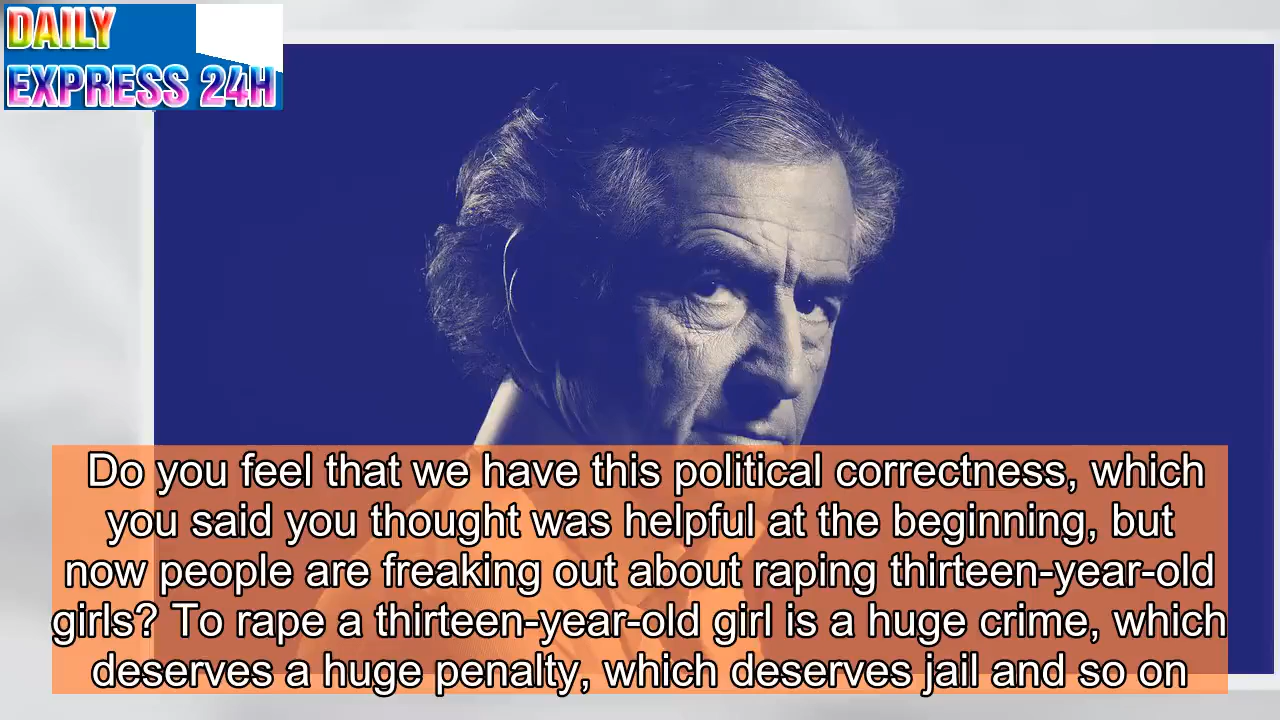 DAILY
EXPRESS 24H
Do you feel that we have this political correctness, which
you said you thought was helpful at the beginning, but
now people are freaking out about raping thirteen-year-old
girls? To rape a thirteen-year-old girl is a huge crime, which
deserves a huge penalty, which deserves jail and so on